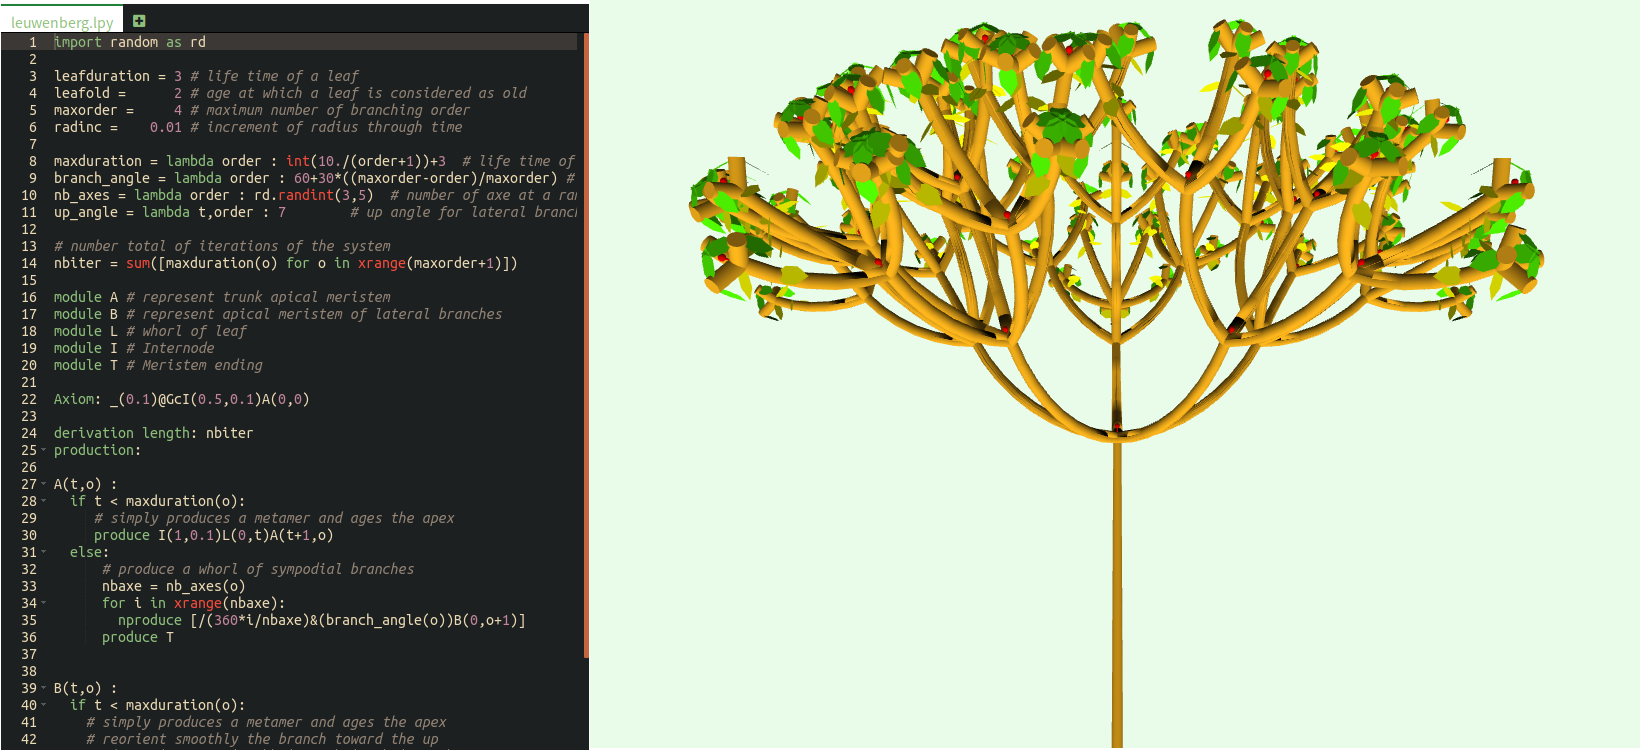 leuwenberg.lpy
1 import random as rd
2
3 leafduration = 3 # life time of a leaf
4 leafold =      2 # age at which a leaf is considered as old
5 maxorder =     4 # maximum number of branching order
6 radinc =    0.01 # increment of radius through time
7
8 maxduration = lambda order : int(10./(order+1))+3  # life time of
9 branch_angle = lambda order : 60+30*((maxorder-order)/maxorder) #
10 nb_axes = lambda order : rd.randint(3,5)  # number of axe at a ran
11 up_angle = lambda t,order : 7        # up angle for lateral branch
12
13 # number total of iterations of the system
14 nbiter = sum([maxduration(o) for o in xrange(maxorder+1)])
15
16 module A # represent trunk apical meristem
17 module B # represent apical meristem of lateral branches
18 module L # whorl of leaf
19 module I # Internode
20 module T # Meristem ending
21
22 Axiom: _(0.1)@GcI(0.5,0.1)A(0,0)
23
24 derivation length: nbiter
25 production:
26
27 A(t,o) :
28   if t < maxduration(o):
29      # simply produces a metamer and ages the apex
30      produce I(1,0.1)L(0,t)A(t+1,o)
31   else:
32       # produce a whorl of sympodial branches
33       nbaxe = nb_axes(o)
34       for i in xrange(nbaxe):
35         nproduce [/(360*i/nbaxe)&(branch_angle(o))B(0,o+1)]
36       produce T
37
38
39 B(t,o) :
40   if t < maxduration(o):
41     # simply produces a metamer and ages the apex
42     # reorient smoothly the branch toward the up